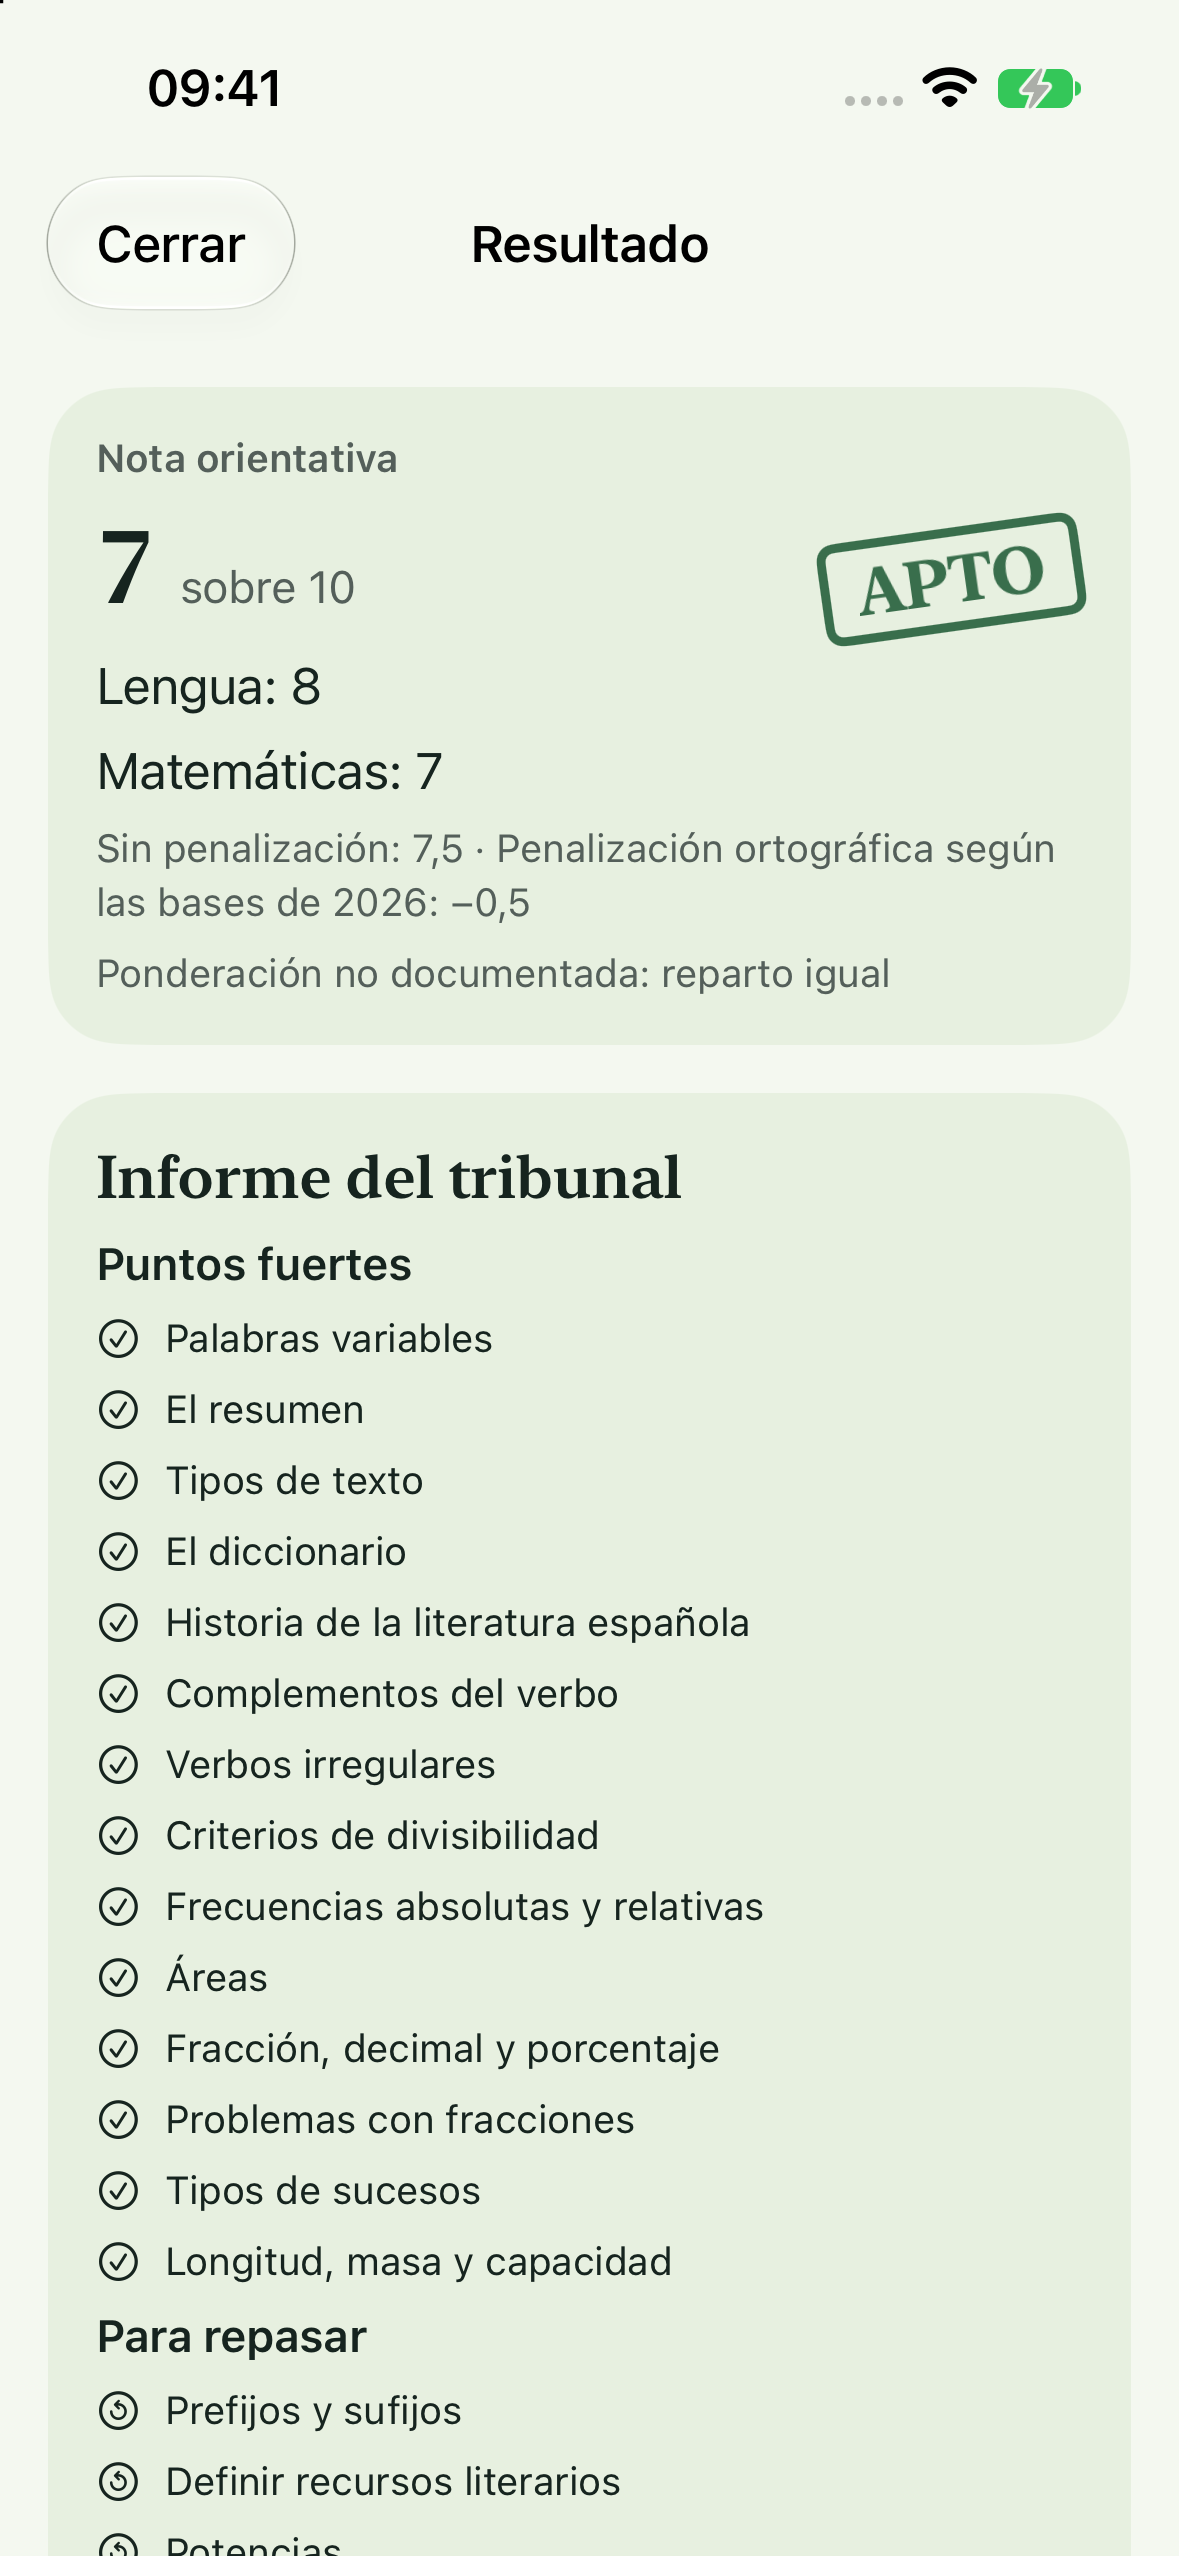 09:41
Cerrar
Resultado
Nota orientativa
7 sobre 10
APTO
Lengua: 8
Matemáticas: 7
Sin penalización: 7,5 · Penalización ortográfica según
las bases de 2026: −0,5
Ponderación no documentada: reparto igual
Informe del tribunal
Puntos fuertes
Palabras variables
El resumen
Tipos de texto
El diccionario
Historia de la literatura española
Complementos del verbo
Verbos irregulares
Criterios de divisibilidad
Frecuencias absolutas y relativas
Áreas
Fracción, decimal y porcentaje
Problemas con fracciones
Tipos de sucesos
Longitud, masa y capacidad
Para repasar
Prefijos y sufijos
Definir recursos literarios
Potencias